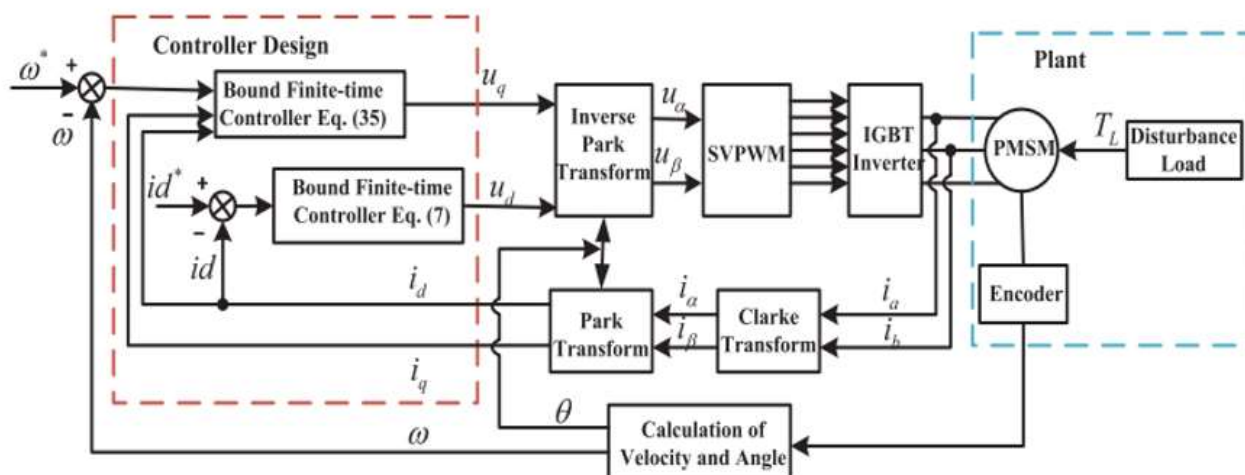 Controller Design
ω*
+
-
ω
Bound Finite-time
Controller Eq. (35)
u_q
id*
+
-
id
Bound Finite-time
Controller Eq. (7)
u_d
Inverse
Park
Transform
u_α
u_β
SVPWM
IGBT
Inverter
Plant
PMSM
T_L
Disturbance
Load
Encoder
i_d
i_q
Park
Transform
i_α
i_β
Clarke
Transform
i_a
i_b
θ
ω
Calculation of
Velocity and Angle